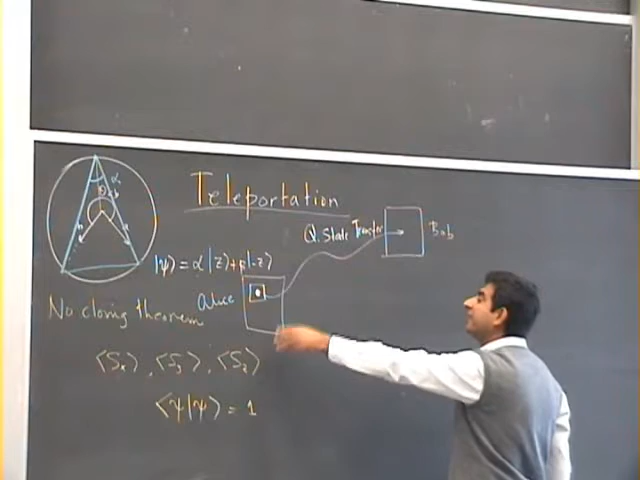 Teleportation
Q. State Transfer
Bob
|ψ⟩ = α|z⟩ + β|-z⟩
Alice
No cloning theorem
⟨Sx⟩, ⟨Sy⟩, ⟨Sz⟩
⟨ψ|ψ⟩ = 1